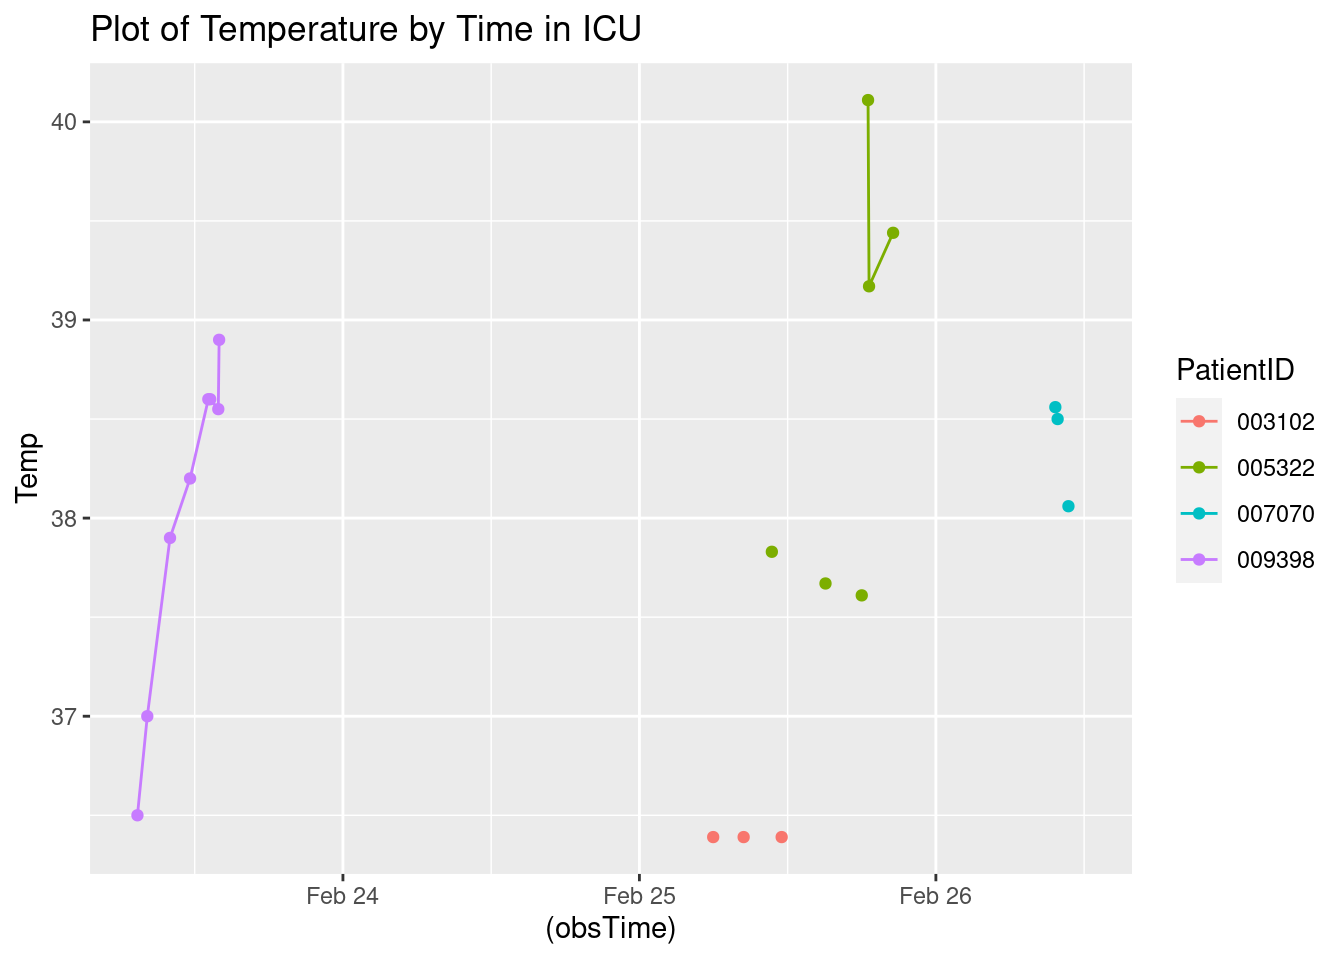 Plot of Temperature by Time in ICU
40
39
38
37
Temp
Feb 24
Feb 25
Feb 26
(obsTime)
PatientID
003102
005322
007070
009398